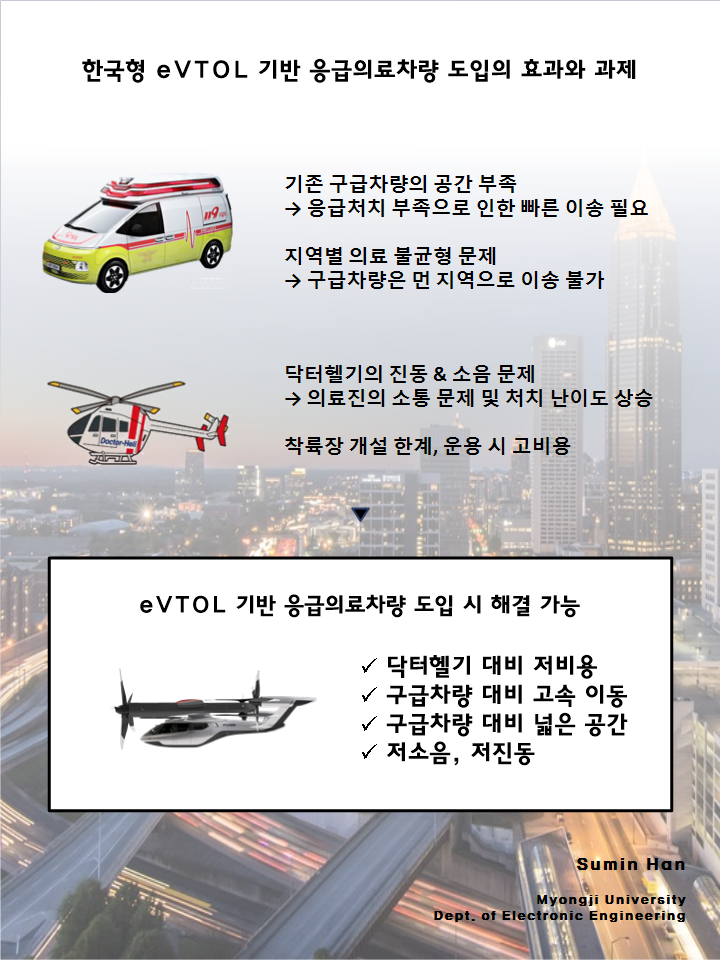 한국형 eVTOL 기반 응급의료차량 도입의 효과와 과제
119
기존 구급차량의 공간 부족
→ 응급처치 부족으로 인한 빠른 이송 필요
지역별 의료 불균형 문제
→ 구급차량은 먼 지역으로 이송 불가
Doctor-Heli
닥터헬기의 진동 & 소음 문제
→ 의료진의 소통 문제 및 처치 난이도 상승
착륙장 개설 한계, 운용 시 고비용
eVTOL 기반 응급의료차량 도입 시 해결 가능
✓ 닥터헬기 대비 저비용
✓ 구급차량 대비 고속 이동
✓ 구급차량 대비 넓은 공간
✓ 저소음, 저진동
Sumin Han
Myongji University
Dept. of Electronic Engineering